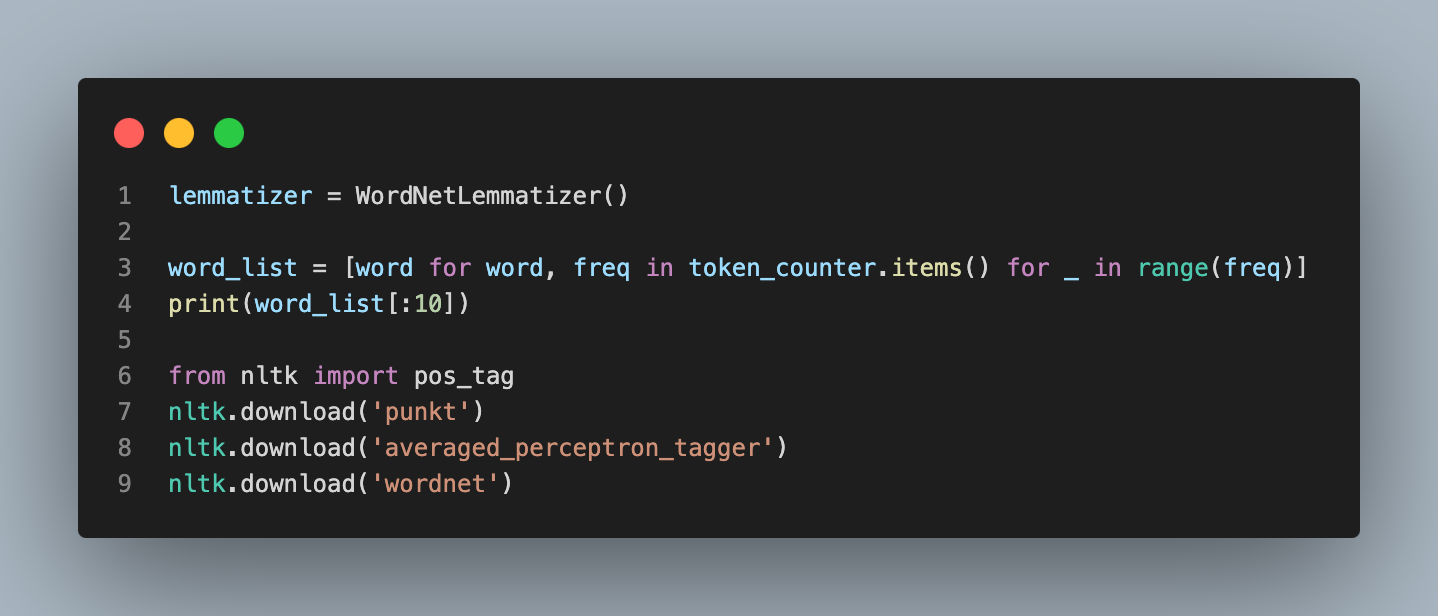 1 lemmatizer = WordNetLemmatizer()
2
3 word_list = [word for word, freq in token_counter.items() for _ in range(freq)]
4 print(word_list[:10])
5
6 from nltk import pos_tag
7 nltk.download('punkt')
8 nltk.download('averaged_perceptron_tagger')
9 nltk.download('wordnet')